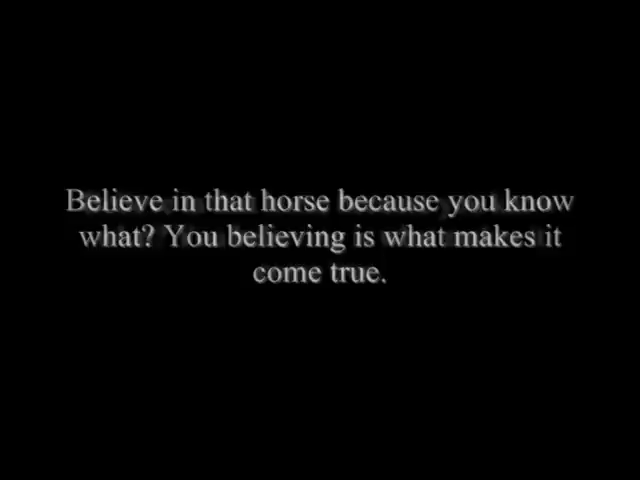 Believe in that horse because you know
what? You believing is what makes it
come true.